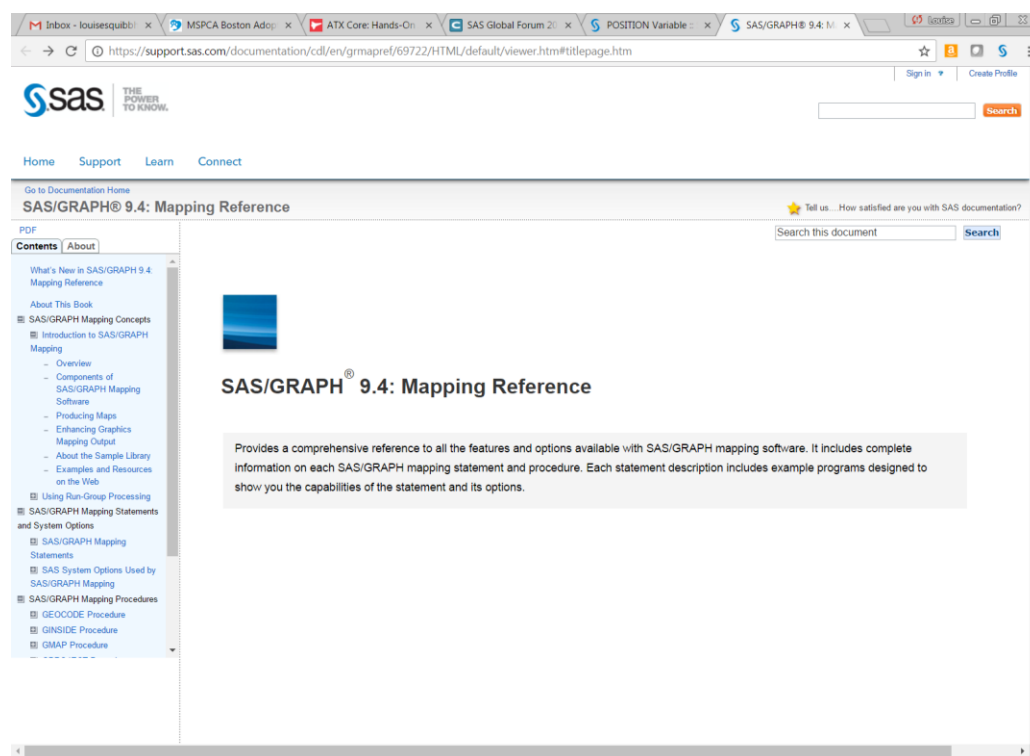 Inbox - louisesquibb
MSPCA Boston Adop
ATX Core: Hands-On
SAS Global Forum 20
POSITION Variable ::
SAS/GRAPH® 9.4: M
https://support.sas.com/documentation/cdl/en/grmapref/69722/HTML/default/viewer.htm#titlepage.htm
Sign in
Create Profile
sas
THE
POWER
TO KNOW.
Search
Home Support Learn Connect
Go to Documentation Home
SAS/GRAPH® 9.4: Mapping Reference
Tell us....How satisfied are you with SAS documentation?
PDF
Contents About
Search this document Search
What's New in SAS/GRAPH 9.4
Mapping Reference
About This Book
SAS/GRAPH Mapping Concepts
Introduction to SAS/GRAPH
Mapping
Overview
Components of
SAS/GRAPH Mapping
Software
Producing Maps
Enhancing Graphics
Mapping Output
About the Sample Library
Examples and Resources
on the Web
Using Run-Group Processing
SAS/GRAPH Mapping Statements
and System Options
SAS/GRAPH Mapping
Statements
SAS System Options Used by
SAS/GRAPH Mapping
SAS/GRAPH Mapping Procedures
GEOCODE Procedure
GINSIDE Procedure
GMAP Procedure
SAS/GRAPH® 9.4: Mapping Reference
Provides a comprehensive reference to all the features and options available with SAS/GRAPH mapping software. It includes complete
information on each SAS/GRAPH mapping statement and procedure. Each statement description includes example programs designed to
show you the capabilities of the statement and its options.